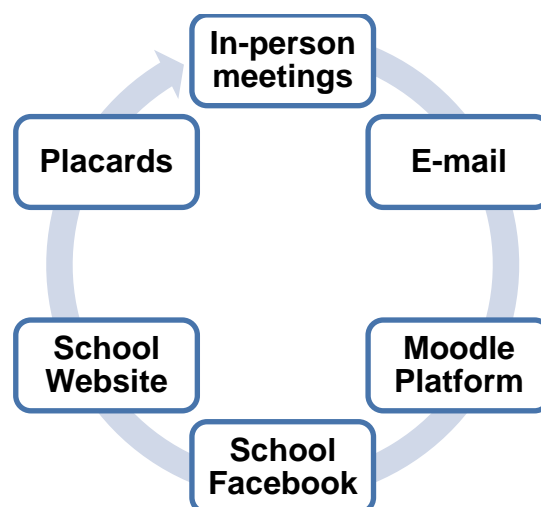 In-person
meetings
E-mail
Moodle
Platform
School
Facebook
School
Website
Placards